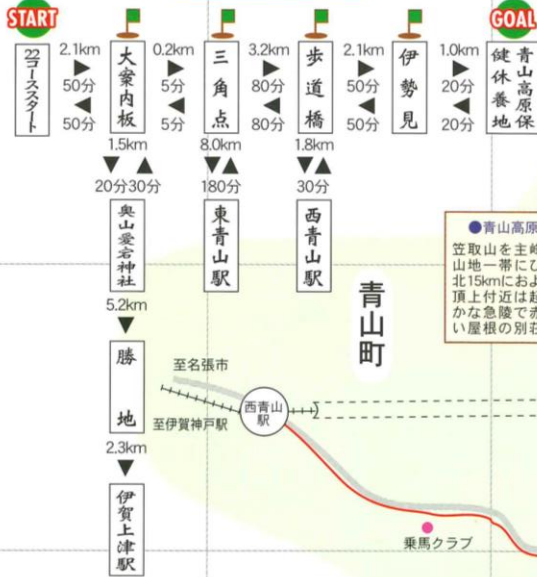 START
GOAL
22コーススタート
2.1km
50分
50分
大案内板
0.2km
5分
5分
三角点
3.2km
80分
80分
歩道橋
2.1km
50分
50分
伊勢見
1.0km
20分
20分
青山高原保
健休養地
1.5km
20分30分
8.0km
180分
1.8km
30分
奥山愛宕神社
東青山駅
西青山駅
5.2km
勝地
2.3km
伊賀上津駅
●青山高原
笠取山を主峰
山地一帯にひ
北15kmにおよ
頂上付近は起
かな急陵で赤
い屋根の別荘
青山町
至名張市
西青山
駅
至伊賀神戸駅
乗馬クラブ